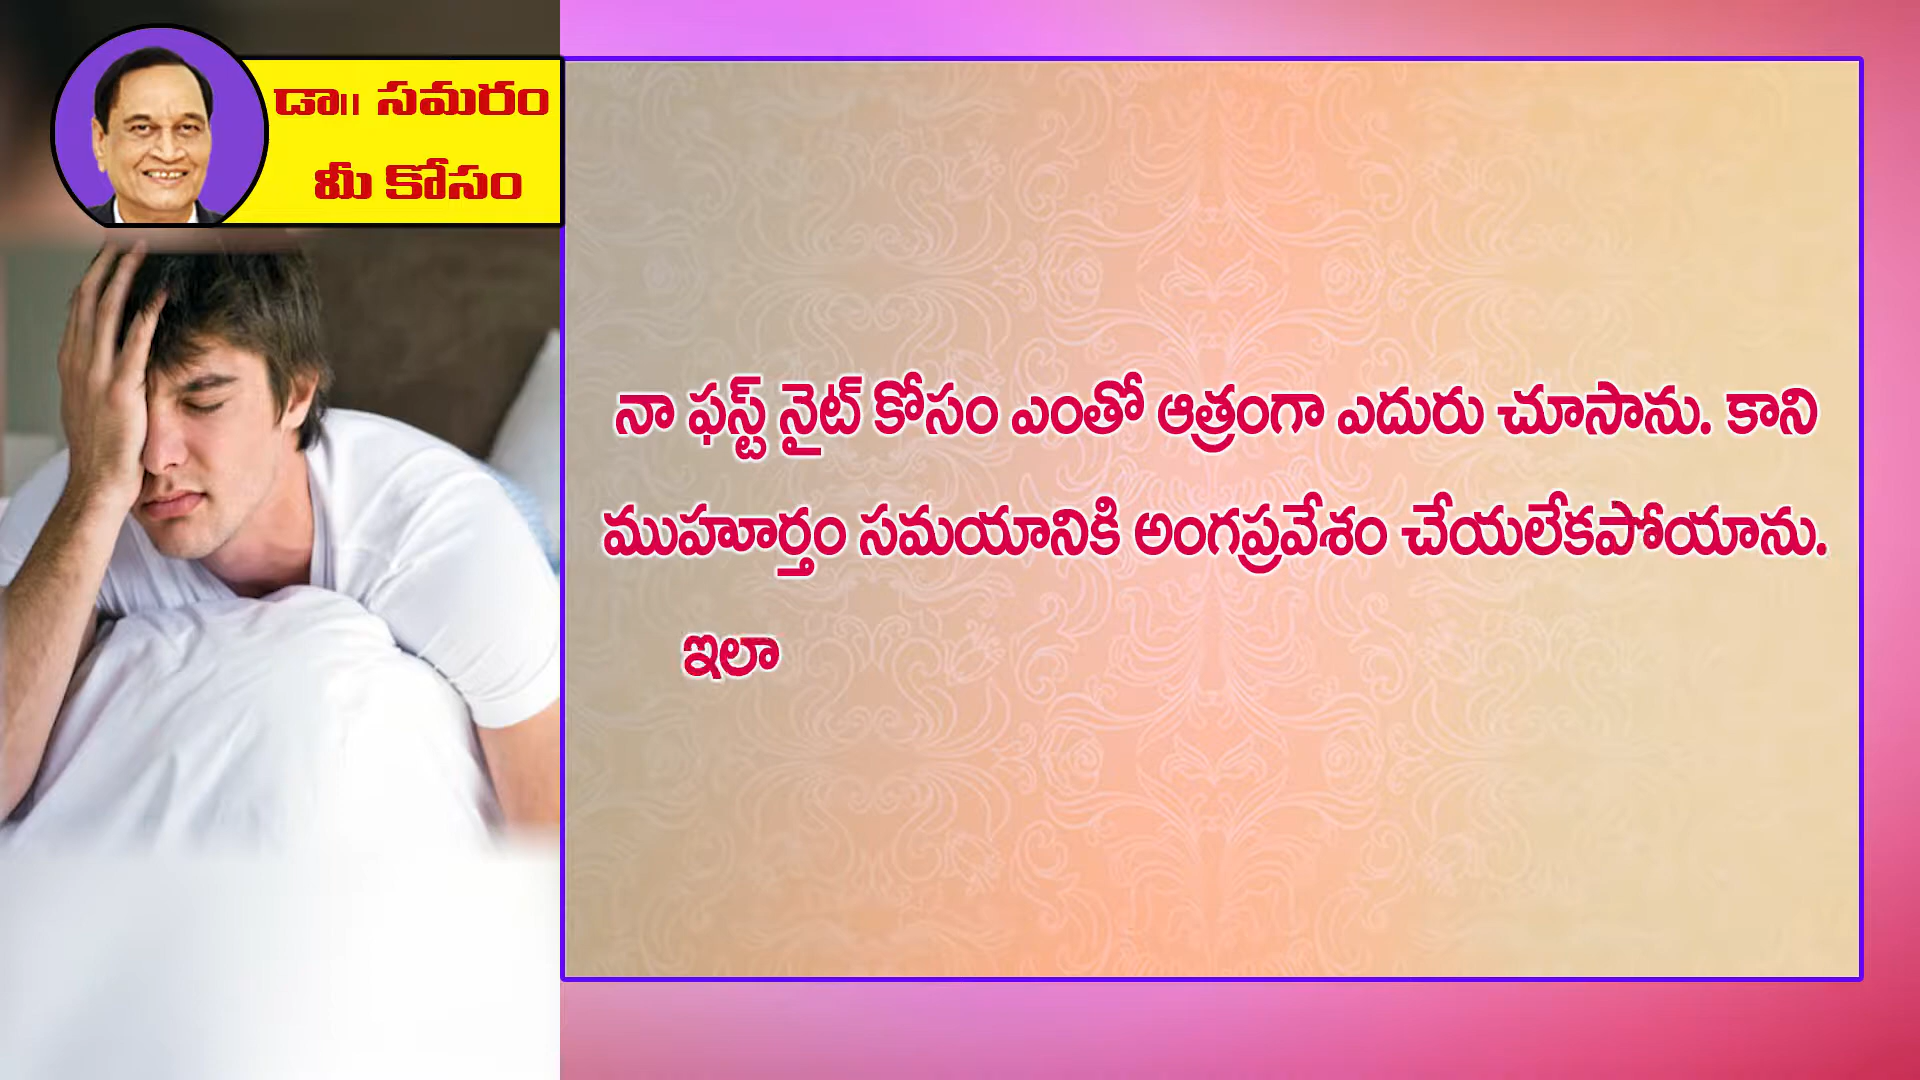 డా॥ సమరం
మీ కోసం
నా ఫస్ట్ నైట్ కోసం ఎంతో ఆత్రంగా ఎదురు చూసాను. కాని
ముహూర్తం సమయానికి అంగప్రవేశం చేయలేకపోయాను.
ఇలా